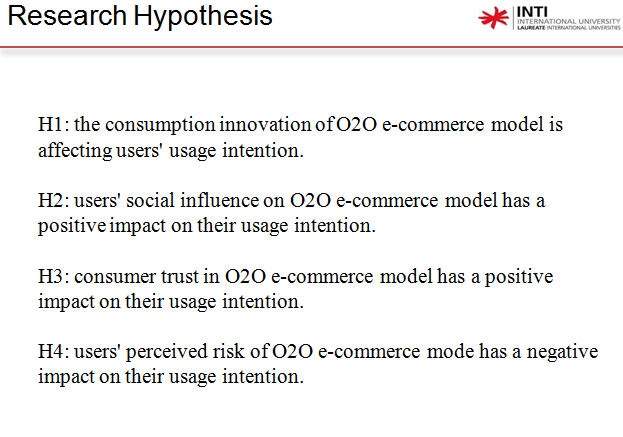 Research Hypothesis
INTI
INTERNATIONAL UNIVERSITY
LAUREATE INTERNATIONAL UNIVERSITIES
H1: the consumption innovation of O2O e-commerce model is
affecting users' usage intention.
H2: users' social influence on O2O e-commerce model has a
positive impact on their usage intention.
H3: consumer trust in O2O e-commerce model has a positive
impact on their usage intention.
H4: users' perceived risk of O2O e-commerce mode has a negative
impact on their usage intention.